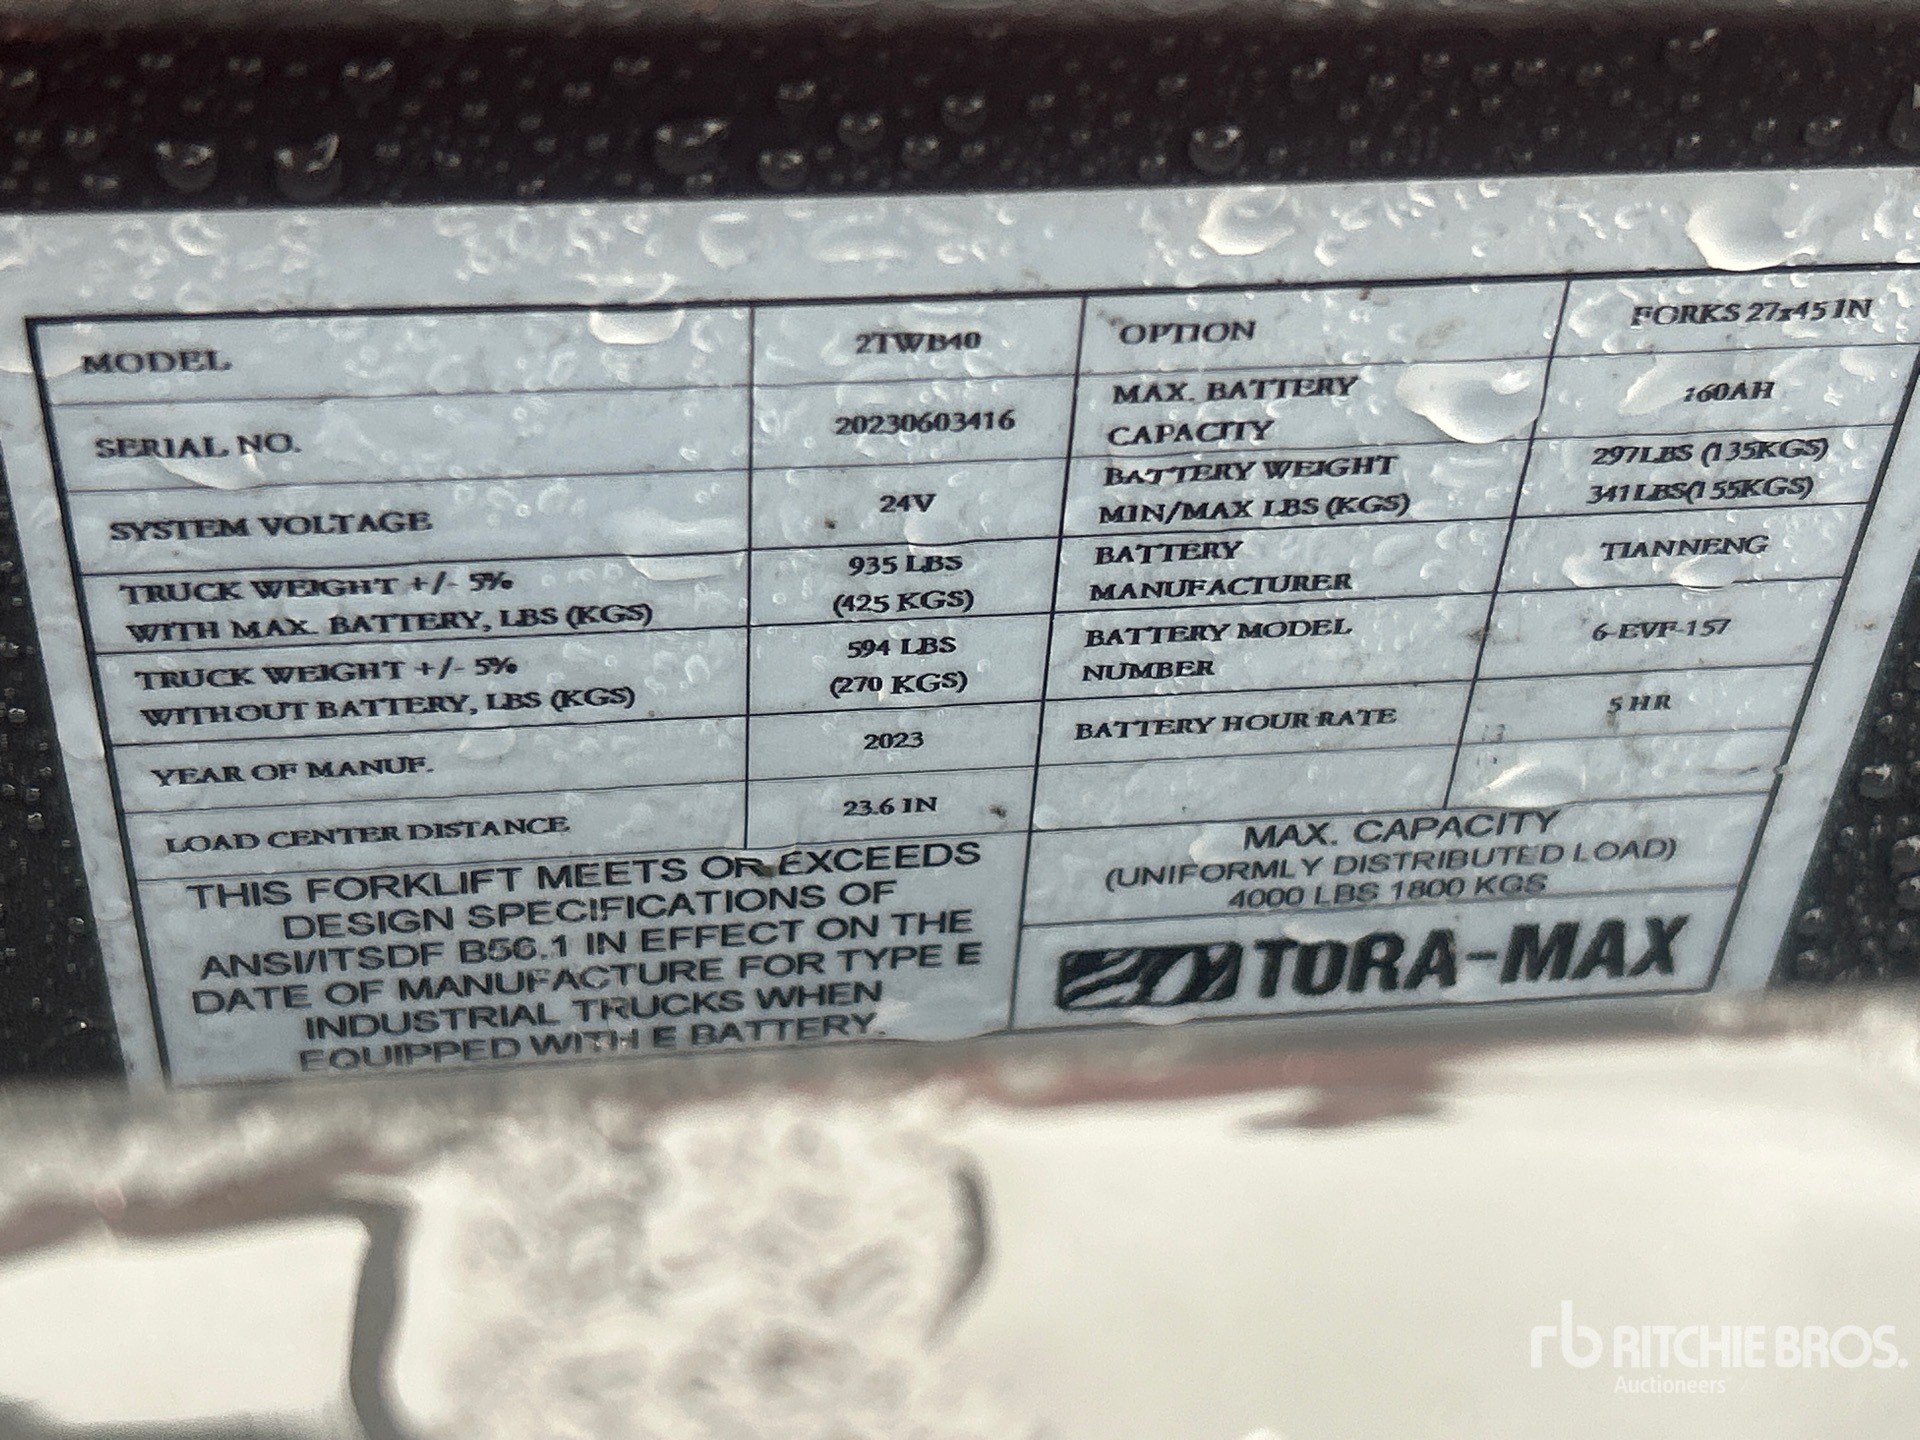 MODEL 2TWB40
SERIAL NO. 20230603416
SYSTEM VOLTAGE 24V
TRUCK WEIGHT +/- 5% 935 LBS
WITH MAX. BATTERY, LBS (KGS) (425 KGS)
TRUCK WEIGHT +/- 5% 594 LBS
WITHOUT BATTERY, LBS (KGS) (270 KGS)
YEAR OF MANUF. 2023
LOAD CENTER DISTANCE 23.6 IN
THIS FORKLIFT MEETS OR EXCEEDS
DESIGN SPECIFICATIONS OF
ANSI/ITSDF B56.1 IN EFFECT ON THE
DATE OF MANUFACTURE FOR TYPE E
INDUSTRIAL TRUCKS WHEN
EQUIPPED WITH E BATTERY.
OPTION FORKS 27x45 IN
MAX. BATTERY
CAPACITY 160AH
BATTERY WEIGHT 297LBS (135KGS)
MIN/MAX LBS (KGS) 341LBS(155KGS)
BATTERY
MANUFACTURER TIANNENG
BATTERY MODEL
NUMBER 6-EVF-157
BATTERY HOUR RATE 5 HR
MAX. CAPACITY
(UNIFORMLY DISTRIBUTED LOAD)
4000 LBS 1800 KGS
TORA-MAX
rb RITCHIE BROS.
Auctioneers